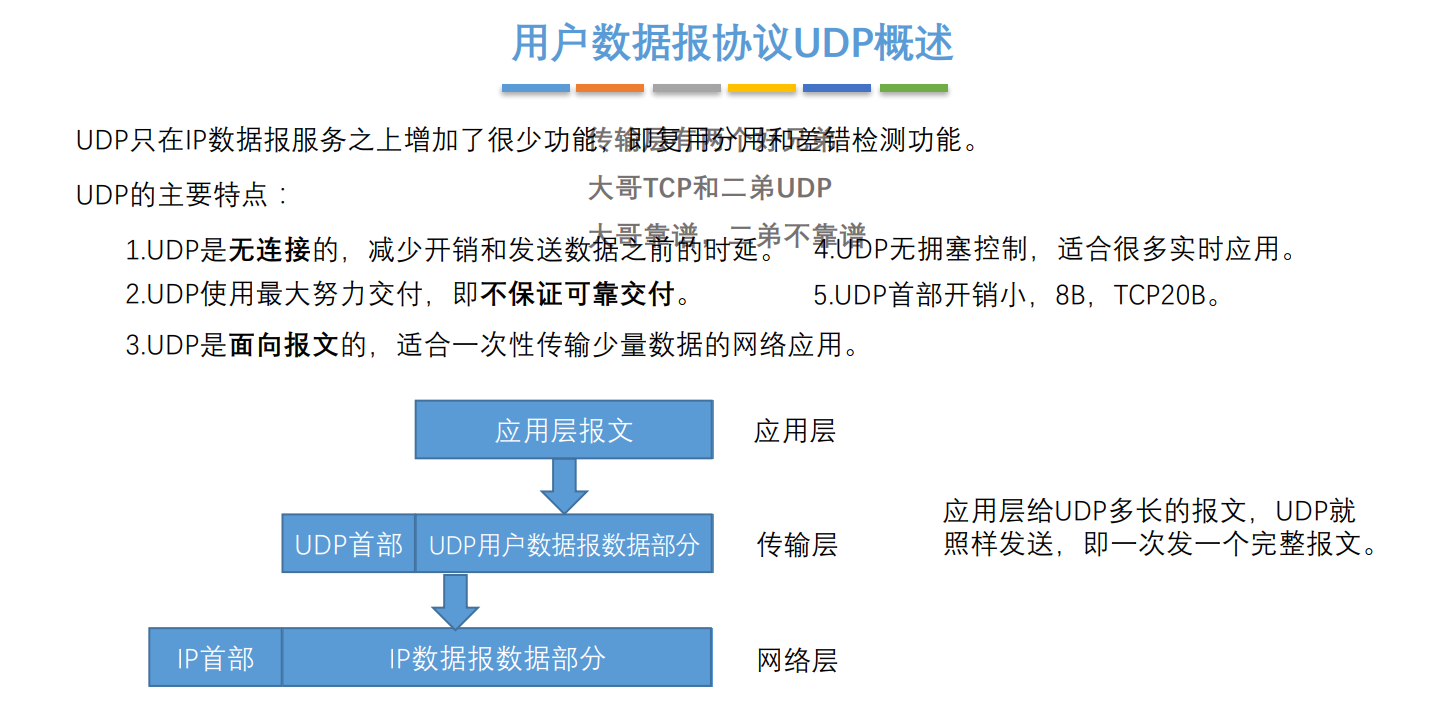 用户数据报协议UDP概述
UDP只在IP数据报服务之上增加了很少功能，即复用分用和差错检测功能。
传输层有两个好兄弟
大哥TCP和二弟UDP
大哥靠谱，二弟不靠谱
UDP的主要特点：
1.UDP是无连接的，减少开销和发送数据之前的时延。
2.UDP使用最大努力交付，即不保证可靠交付。
3.UDP是面向报文的，适合一次性传输少量数据的网络应用。
4.UDP无拥塞控制，适合很多实时应用。
5.UDP首部开销小，8B，TCP20B。
应用层报文
应用层
UDP首部
UDP用户数据报数据部分
传输层
应用层给UDP多长的报文，UDP就
照样发送，即一次发一个完整报文。
IP首部
IP数据报数据部分
网络层